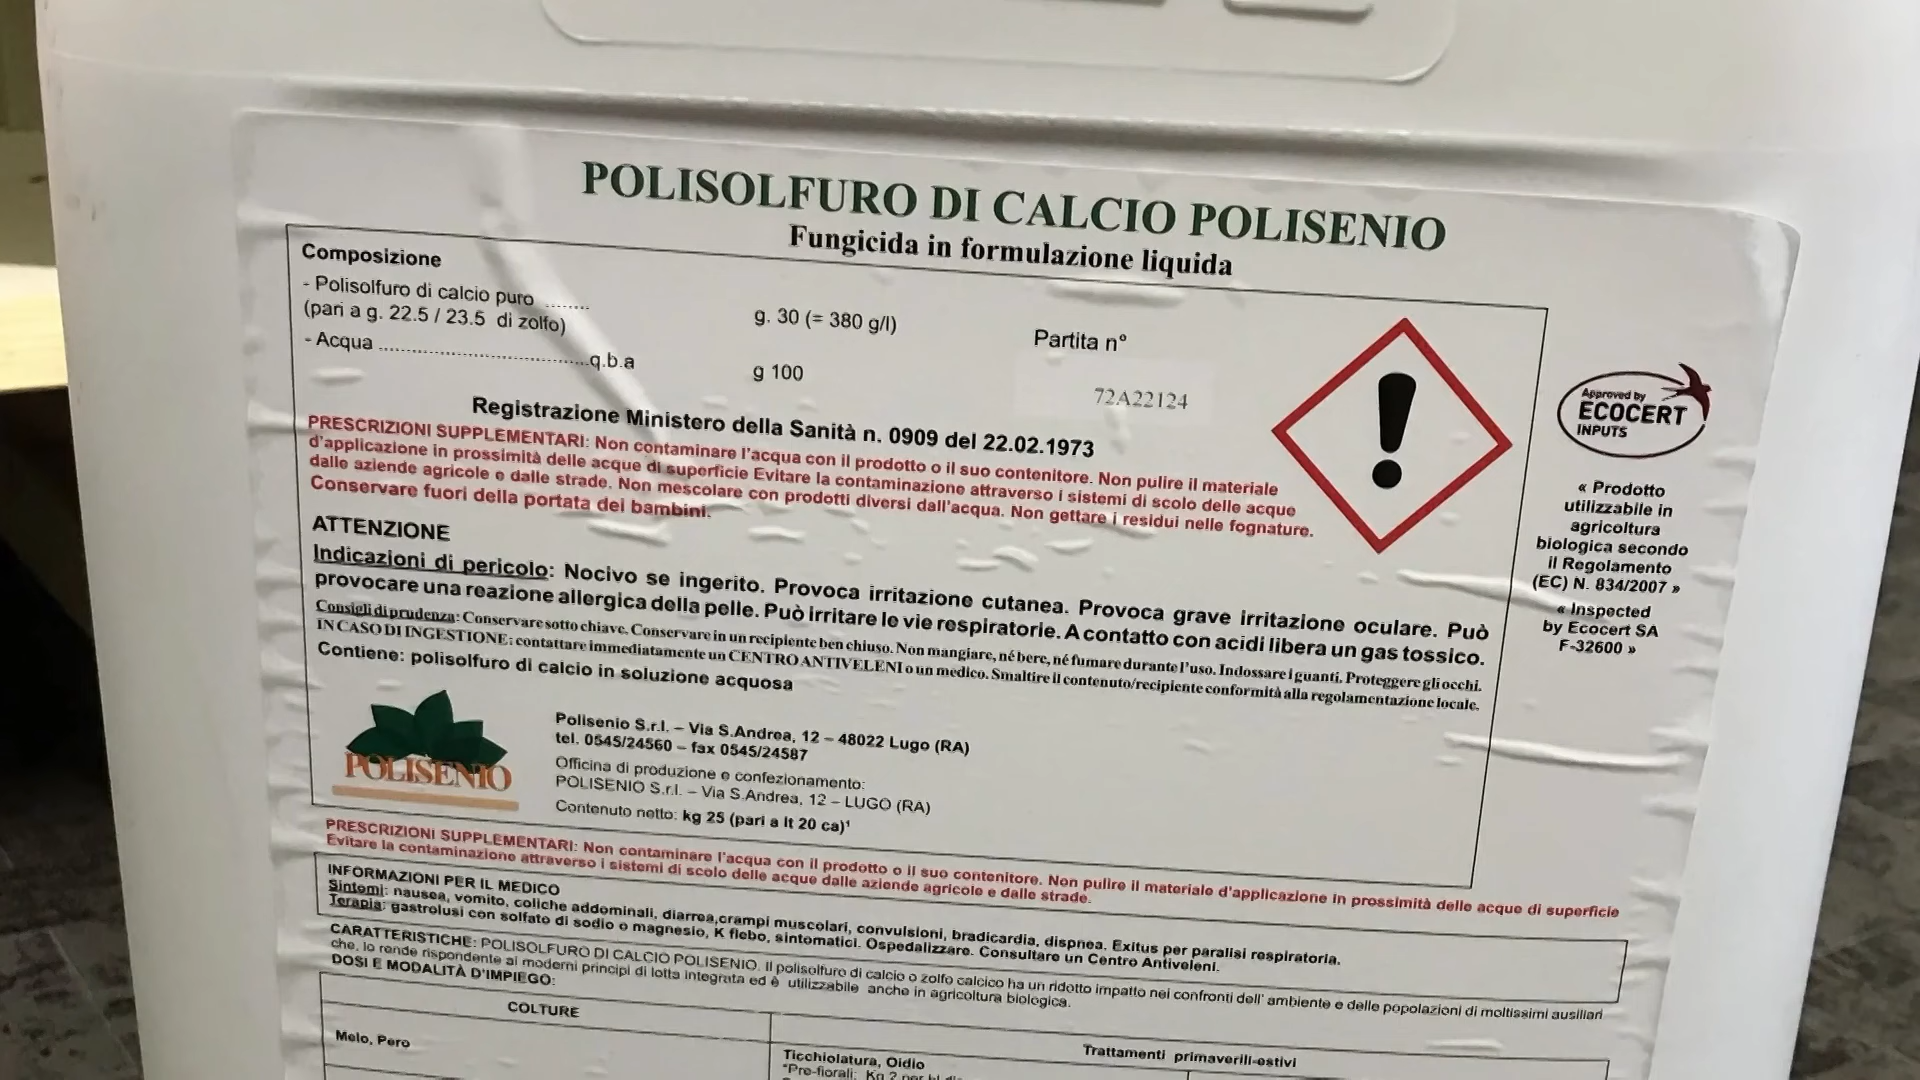 POLISOLFURO DI CALCIO POLISENIO
Fungicida in formulazione liquida
Composizione
- Polisolfuro di calcio puro ........
(pari a g. 22.5 / 23.5 di zolfo)
g. 30 (= 380 g/l)
- Acqua ......................................q.b.a
g 100
Partita n°
72A22124
Registrazione Ministero della Sanità n. 0909 del 22.02.1973
PRESCRIZIONI SUPPLEMENTARI: Non contaminare l'acqua con il prodotto o il suo contenitore. Non pulire il materiale
d'applicazione in prossimità delle acque di superficie Evitare la contaminazione attraverso i sistemi di scolo delle acque
dalle aziende agricole e dalle strade. Non mescolare con prodotti diversi dall'acqua. Non gettare i residui nelle fognature.
Conservare fuori della portata dei bambini.
ATTENZIONE
Indicazioni di pericolo: Nocivo se ingerito. Provoca irritazione cutanea. Provoca grave irritazione oculare. Può
provocare una reazione allergica della pelle. Può irritare le vie respiratorie. A contatto con acidi libera un gas tossico.
Consigli di prudenza: Conservare sotto chiave. Conservare in un recipiente ben chiuso. Non mangiare, né bere, né fumare durante l'uso. Indossare i guanti. Proteggere gli occhi.
IN CASO DI INGESTIONE: contattare immediatamente un CENTRO ANTIVELENI o un medico. Smaltire il contenuto/recipiente conformità alla regolamentazione locale.
Contiene: polisolfuro di calcio in soluzione acquosa
POLISENIO
Polisenio S.r.l. – Via S.Andrea, 12 – 48022 Lugo (RA)
tel. 0545/24560 – fax 0545/24587
Officina di produzione e confezionamento:
POLISENIO S.r.l. – Via S.Andrea, 12 – LUGO (RA)
Contenuto netto: kg 25 (pari a lt 20 ca)¹
Approved by
ECOCERT
INPUTS
« Prodotto
utilizzabile in
agricoltura
biologica secondo
il Regolamento
(EC) N. 834/2007 »
« Inspected
by Ecocert SA
F-32600 »
PRESCRIZIONI SUPPLEMENTARI: Non contaminare l'acqua con il prodotto o il suo contenitore. Non pulire il materiale d'applicazione in prossimità delle acque di superficie
Evitare la contaminazione attraverso i sistemi di scolo delle acque dalle aziende agricole e dalle strade.
INFORMAZIONI PER IL MEDICO
Sintomi: nausea, vomito, coliche addominali, diarrea,crampi muscolari, convulsioni, bradicardia, dispnea. Exitus per paralisi respiratoria.
Terapia: gastrolusi con solfato di sodio o magnesio, K flebo, sintomatici. Ospedalizzare. Consultare un Centro Antiveleni.
CARATTERISTICHE: POLISOLFURO DI CALCIO POLISENIO. Il polisolfuro di calcio o zolfo calcico ha un ridotto impatto nei confronti dell' ambiente e delle popolazioni di moltissimi ausiliari
che, lo rende rispondente ai moderni principi di lotta integrata ed è utilizzabile anche in agricoltura biologica.
DOSI E MODALITÀ D'IMPIEGO:
COLTURE
Trattamenti primaverili-estivi
Melo, Pero
Ticchiolatura, Oidio
*Pre-fiorali: Kg 2 per hl